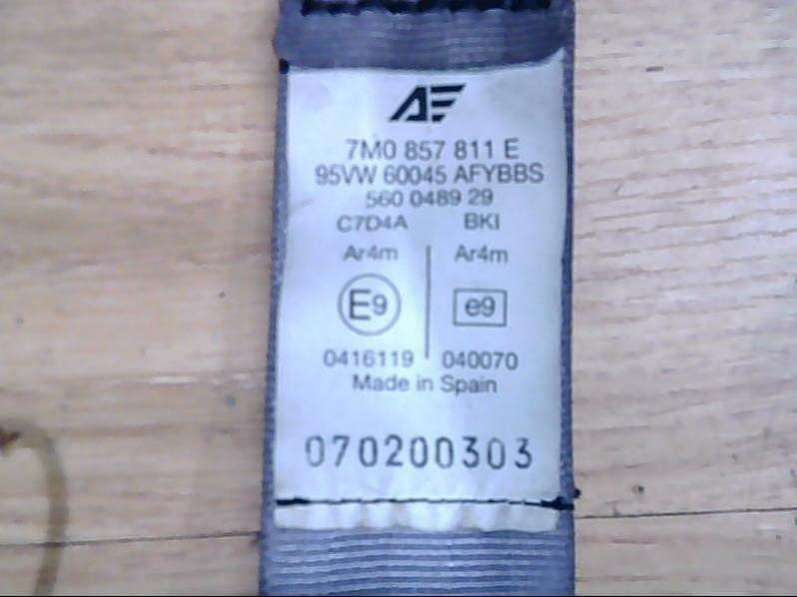 AE
7M0 857 811 E
95VW 60045 AFYBBS
560 0489 29
C7D4A BKI
Ar4m Ar4m
E9 e9
0416119 040070
Made in Spain
070200303